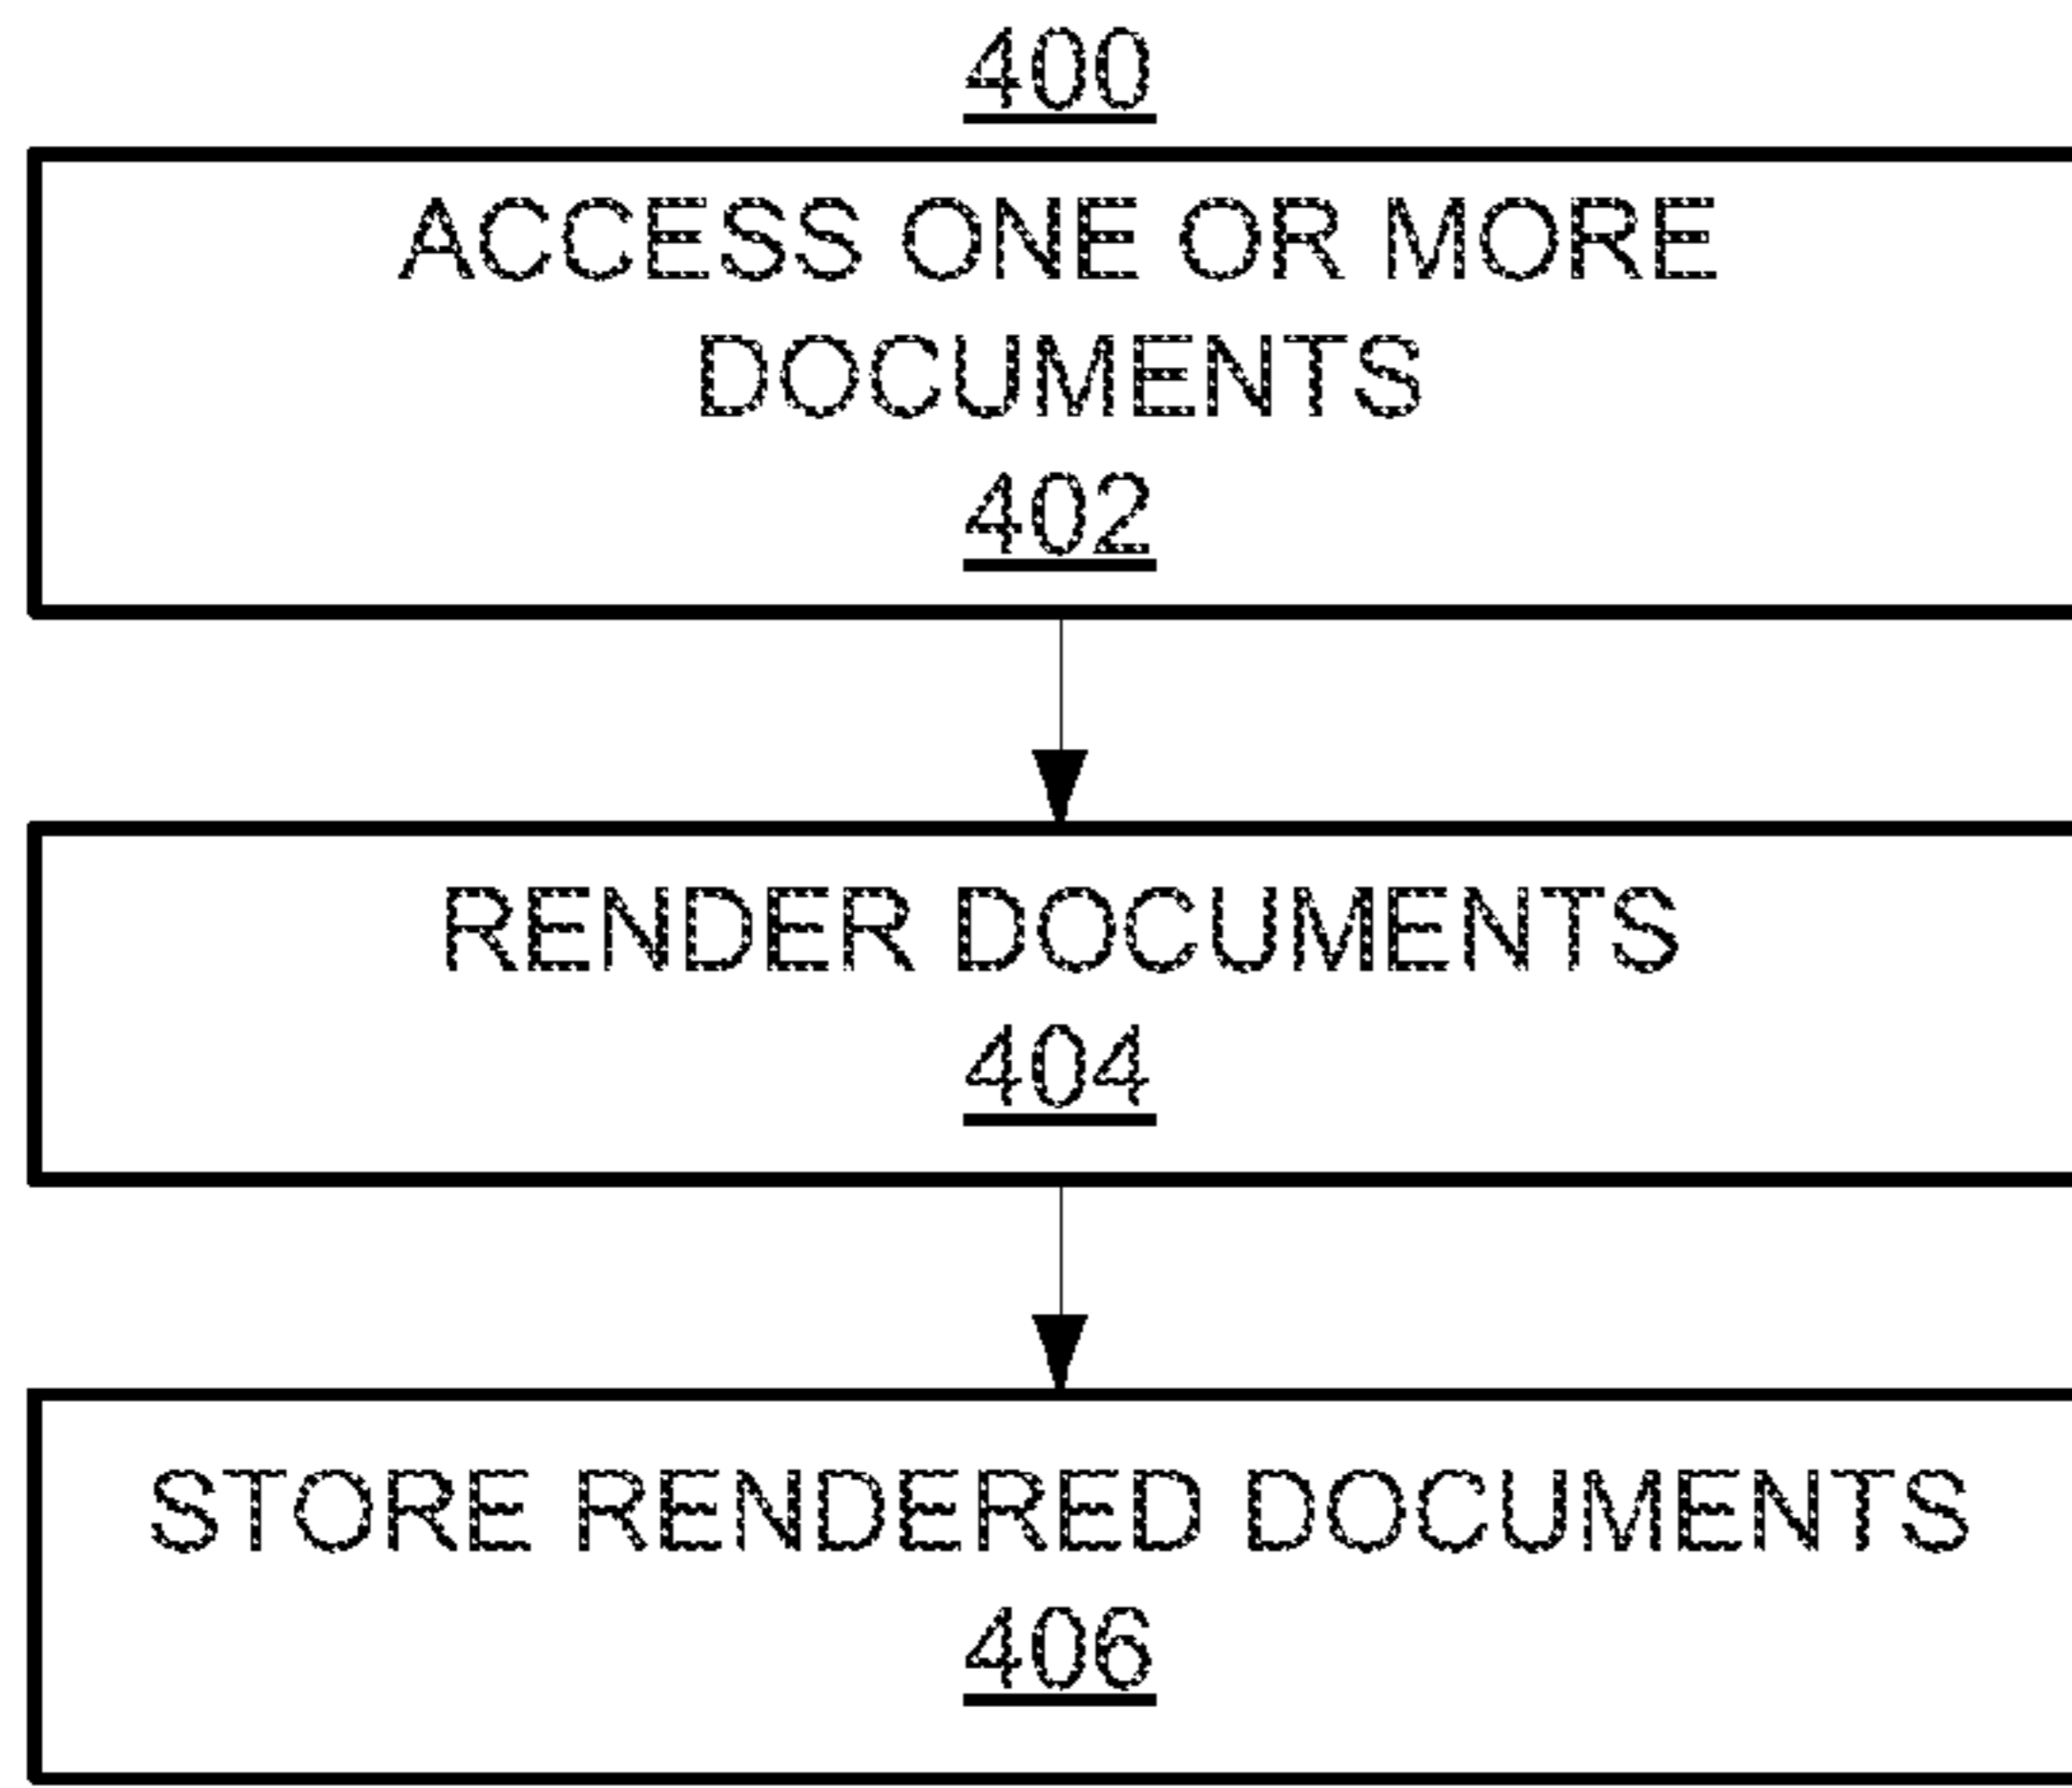 400
ACCESS ONE OR MORE
DOCUMENTS
402
RENDER DOCUMENTS
404
STORE RENDERED DOCUMENTS
406